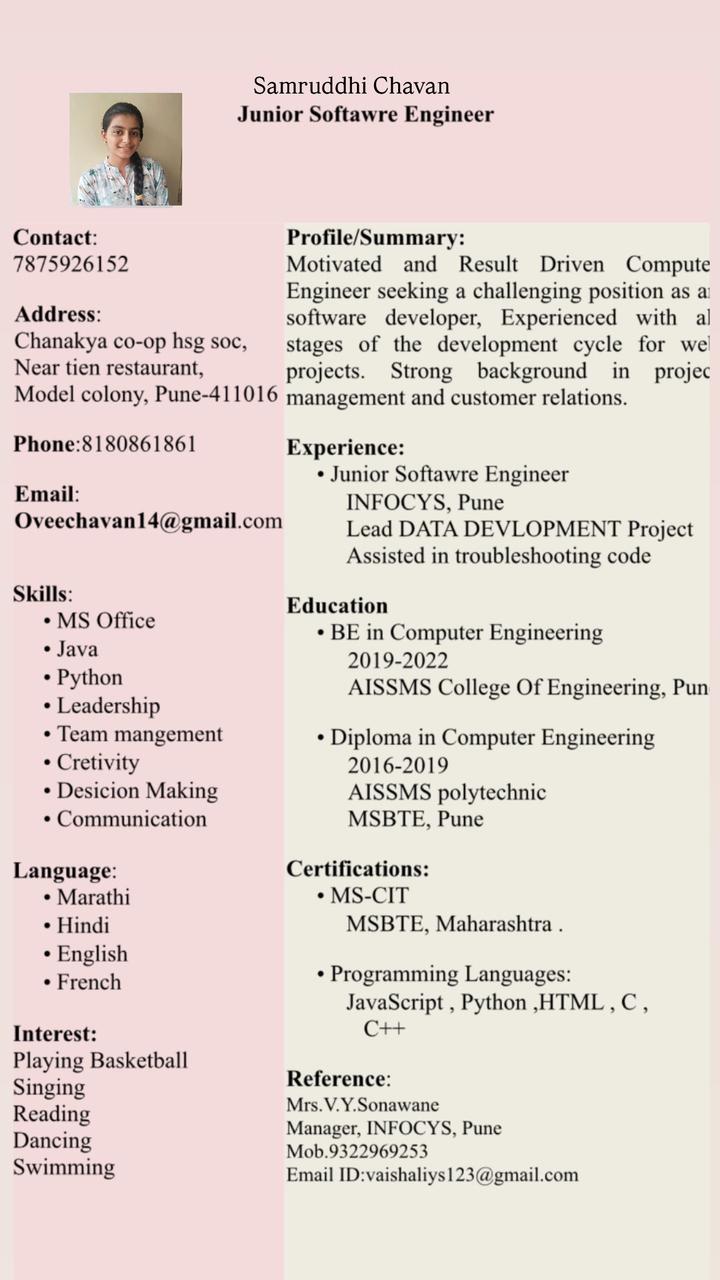 Samruddhi Chavan
Junior Softawre Engineer
Contact:
7875926152
Address:
Chanakya co-op hsg soc,
Near tien restaurant,
Model colony, Pune-411016
Phone:8180861861
Email:
Oveechavan14@gmail.com
Skills:
• MS Office
• Java
• Python
• Leadership
• Team mangement
• Cretivity
• Desicion Making
• Communication
Language:
• Marathi
• Hindi
• English
• French
Interest:
Playing Basketball
Singing
Reading
Dancing
Swimming
Profile/Summary:
Motivated and Result Driven Compute
Engineer seeking a challenging position as a
software developer, Experienced with al
stages of the development cycle for we
projects. Strong background in projec
management and customer relations.
Experience:
• Junior Softawre Engineer
INFOCYS, Pune
Lead DATA DEVLOPMENT Project
Assisted in troubleshooting code
Education
• BE in Computer Engineering
2019-2022
AISSMS College Of Engineering, Pun
• Diploma in Computer Engineering
2016-2019
AISSMS polytechnic
MSBTE, Pune
Certifications:
• MS-CIT
MSBTE, Maharashtra .
• Programming Languages:
JavaScript , Python ,HTML , C ,
C++
Reference:
Mrs.V.Y.Sonawane
Manager, INFOCYS, Pune
Mob.9322969253
Email ID:vaishaliys123@gmail.com